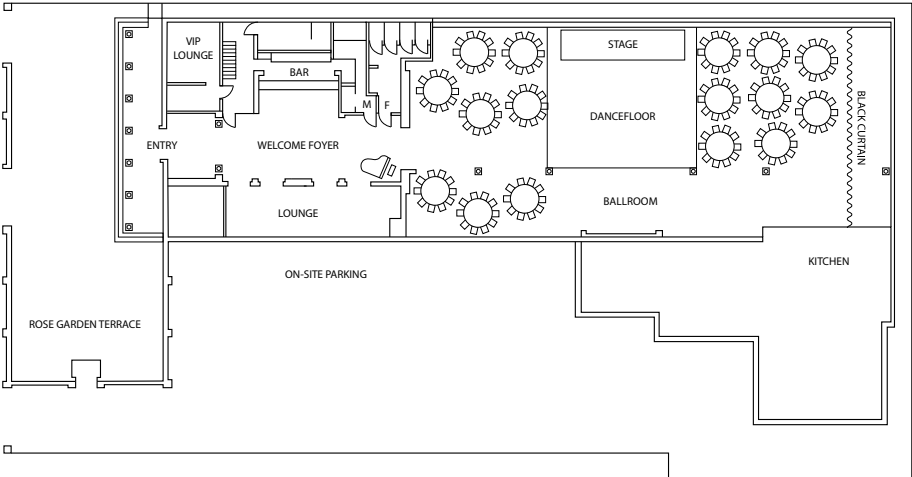 VIP
LOUNGE
STAGE
BAR
M
F
BLACK CURTAIN
DANCEFLOOR
ENTRY
WELCOME FOYER
BALLROOM
LOUNGE
KITCHEN
ON-SITE PARKING
ROSE GARDEN TERRACE